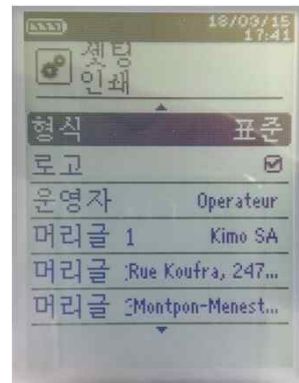 18/09/15
17:41
셋팅
인쇄
형식 표준
로고
운영자 Operateur
머리글 1 Kimo SA
머리글 :Rue Koufra, 247...
머리글 Montpon-Menest...